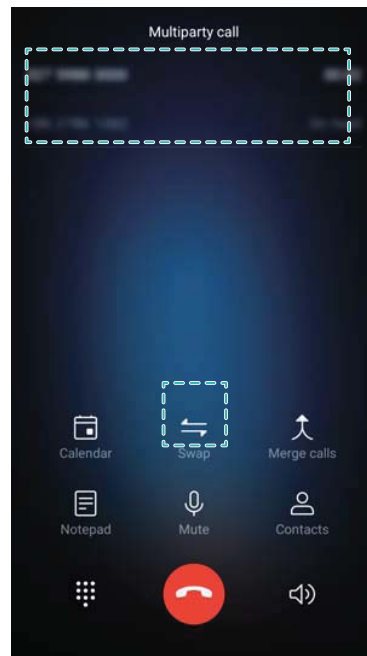 Multiparty call
Calendar
Swap
Merge calls
Notepad
Mute
Contacts